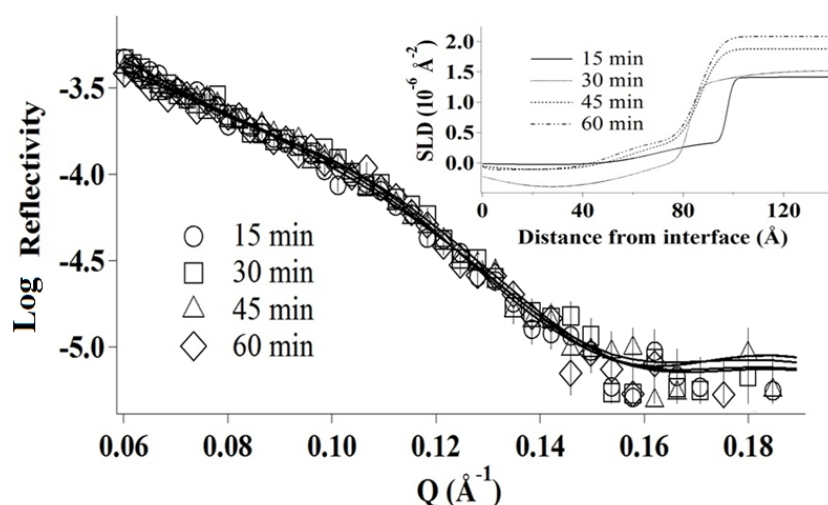 Log Reflectivity
-3.5
-4.0
-4.5
-5.0
0.06 0.08 0.10 0.12 0.14 0.16 0.18
Q (Å⁻¹)
15 min
30 min
45 min
60 min
SLD (10⁻⁶ Å⁻²)
2.0
1.5
1.0
0.5
0.0
0 40 80 120
Distance from interface (Å)
15 min
30 min
45 min
60 min